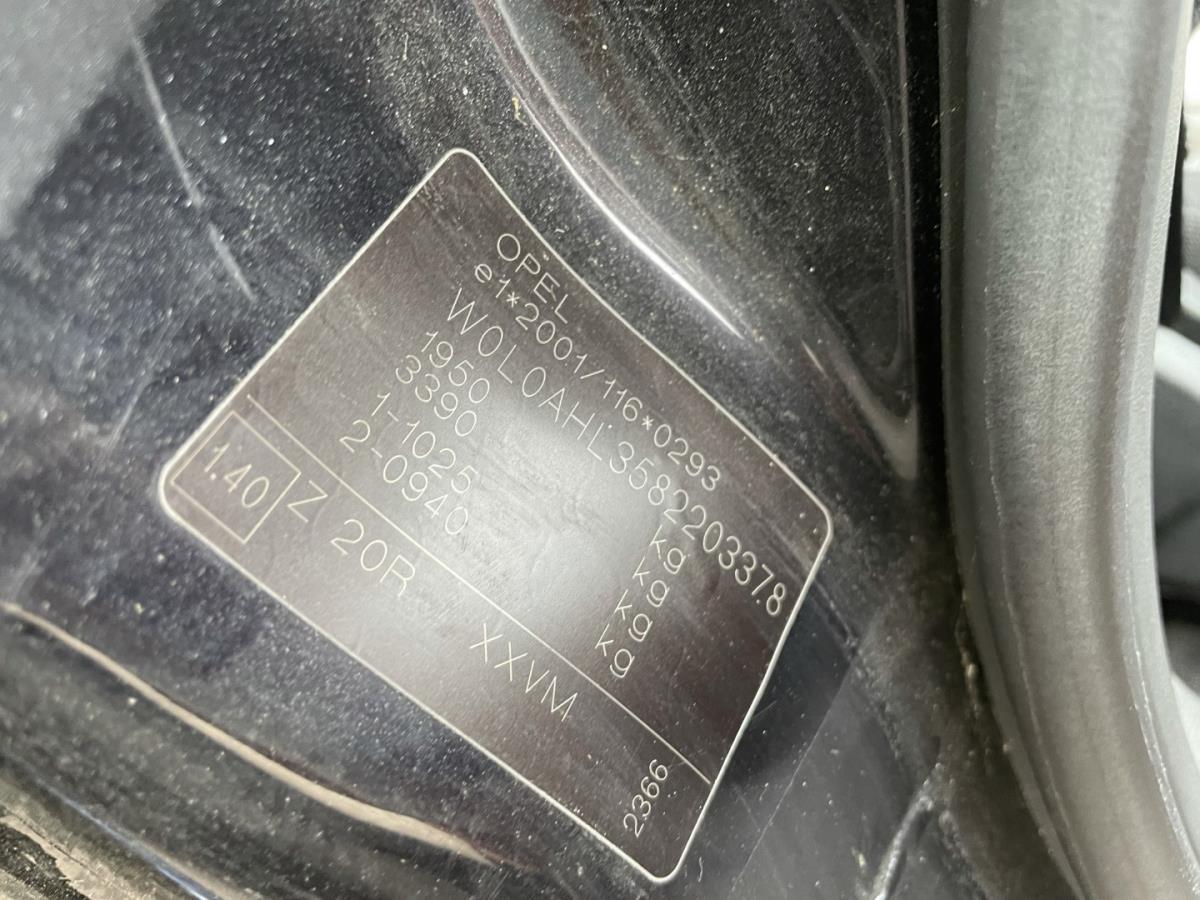 OPEL
e1*2001/116*0293
W0L0AHL3582203378
1950 kg
3390 kg
1-1025 kg
2-0940 kg
1.40 Z 20R XXVM 2366